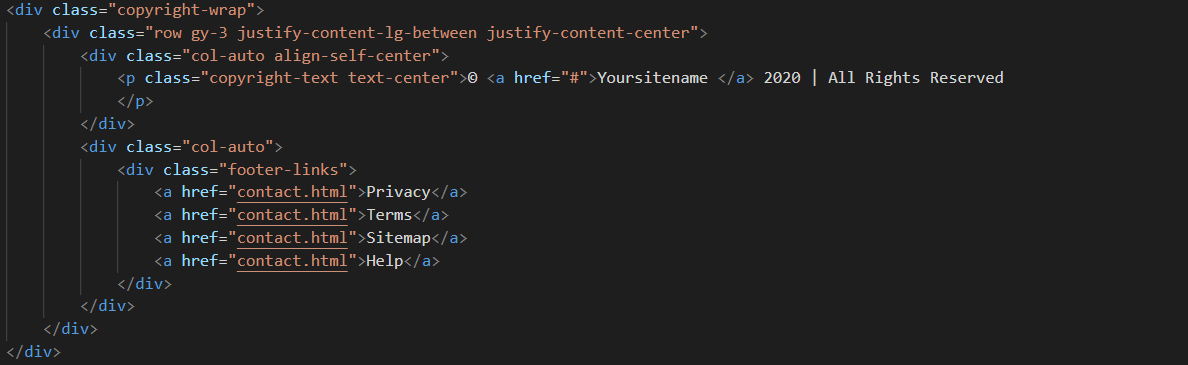 <div class="copyright-wrap">
    <div class="row gy-3 justify-content-lg-between justify-content-center">
        <div class="col-auto align-self-center">
            <p class="copyright-text text-center">© <a href="#">Yoursitename </a> 2020 | All Rights Reserved
            </p>
        </div>
        <div class="col-auto">
            <div class="footer-links">
                <a href="contact.html">Privacy</a>
                <a href="contact.html">Terms</a>
                <a href="contact.html">Sitemap</a>
                <a href="contact.html">Help</a>
            </div>
        </div>
    </div>
</div>